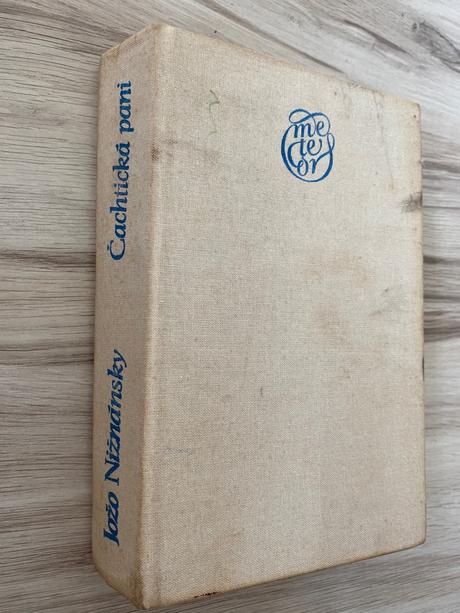 Jožo Nižnánsky Čachtická pani
me
te
or